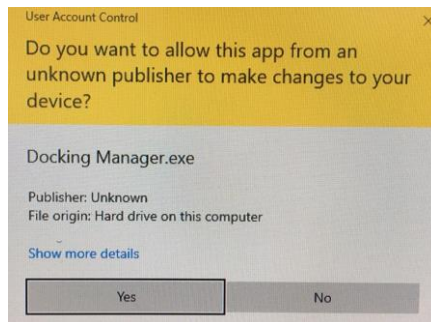 User Account Control
Do you want to allow this app from an
unknown publisher to make changes to your
device?
Docking Manager.exe
Publisher: Unknown
File origin: Hard drive on this computer
Show more details
Yes
No